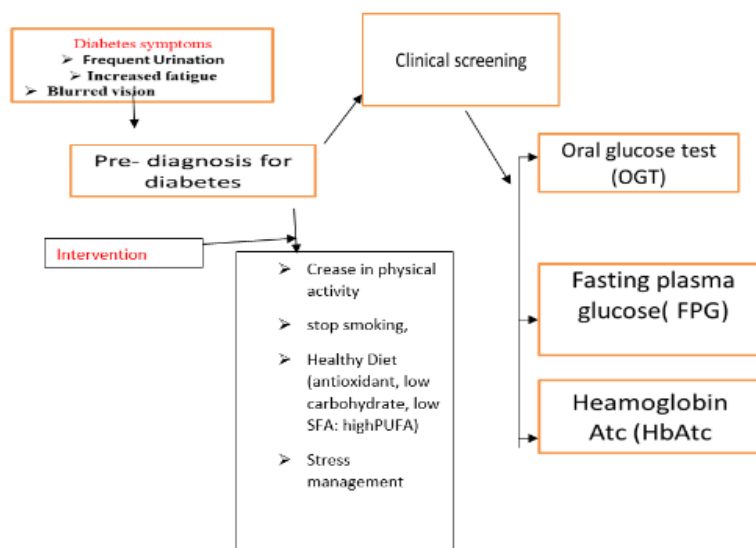 Diabetes symptoms
➤ Frequent Urination
➤ Increased fatigue
➤ Blurred vision
Clinical screening
Pre- diagnosis for
diabetes
Oral glucose test
(OGT)
Intervention
➤ Crease in physical
activity
➤ stop smoking,
➤ Healthy Diet
(antioxidant, low
carbohydrate, low
SFA: highPUFA)
➤ Stress
management
Fasting plasma
glucose( FPG)
Heamoglobin
Atc (HbAtc